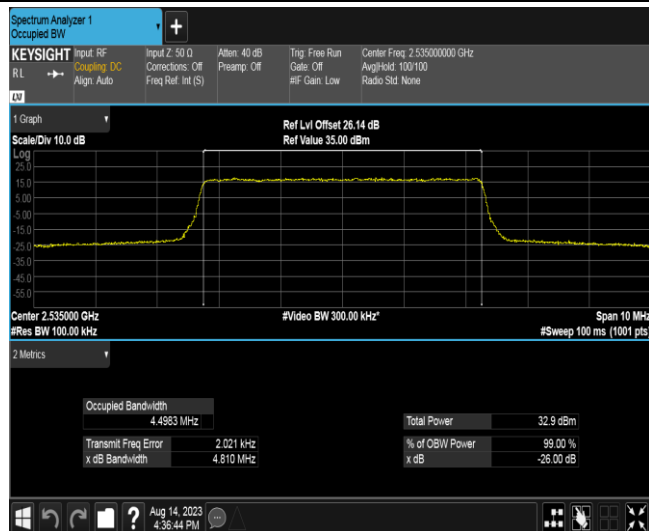 Spectrum Analyzer 1
Occupied BW
+
KEYSIGHT
RL
Input: RF
Coupling: DC
Align: Auto
Input Z: 50 Ω
Corrections: Off
Freq Ref: Int (S)
Atten: 40 dB
Preamp: Off
Trig: Free Run
Gate: Off
#IF Gain: Low
Center Freq: 2.535000000 GHz
Avg|Hold: 100/100
Radio Std: None
1 Graph
Scale/Div 10.0 dB
Ref Lvl Offset 26.14 dB
Ref Value 35.00 dBm
Log
25.0
15.0
5.00
-5.00
-15.0
-25.0
-35.0
-45.0
-55.0
Center 2.535000 GHz
#Video BW 300.00 kHz*
Span 10 MHz
#Res BW 100.00 kHz
#Sweep 100 ms (1001 pts)
2 Metrics
Occupied Bandwidth
4.4983 MHz
Total Power 32.9 dBm
Transmit Freq Error 2.021 kHz
% of OBW Power 99.00 %
x dB Bandwidth 4.810 MHz
x dB -26.00 dB
?
Aug 14, 2023
4:36:44 PM